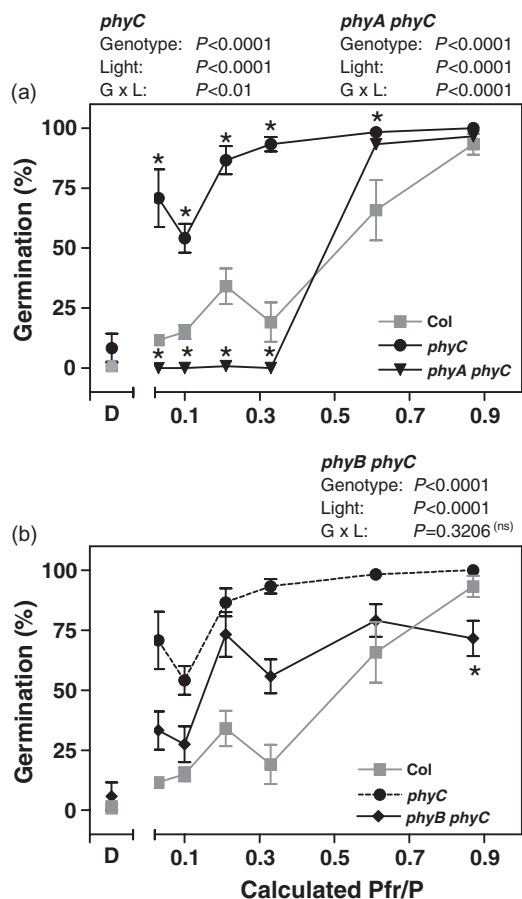 phyC
Genotype: P<0.0001
Light: P<0.0001
G x L: P<0.01
phyA phyC
Genotype: P<0.0001
Light: P<0.0001
G x L: P<0.0001
(a)
Germination (%)
100
75
50
25
0
* * * * *
* * * *
Col
phyC
phyA phyC
D 0.1 0.3 0.5 0.7 0.9
phyB phyC
Genotype: P<0.0001
Light: P<0.0001
G x L: P=0.3206 (ns)
(b)
Germination (%)
100
75
50
25
0
*
Col
phyC
phyB phyC
D 0.1 0.3 0.5 0.7 0.9
Calculated Pfr/P